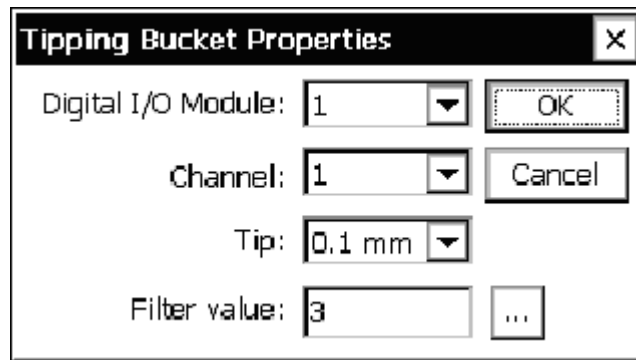 Tipping Bucket Properties
Digital I/O Module: 1 OK
Channel: 1 Cancel
Tip: 0.1 mm
Filter value: 3 ...